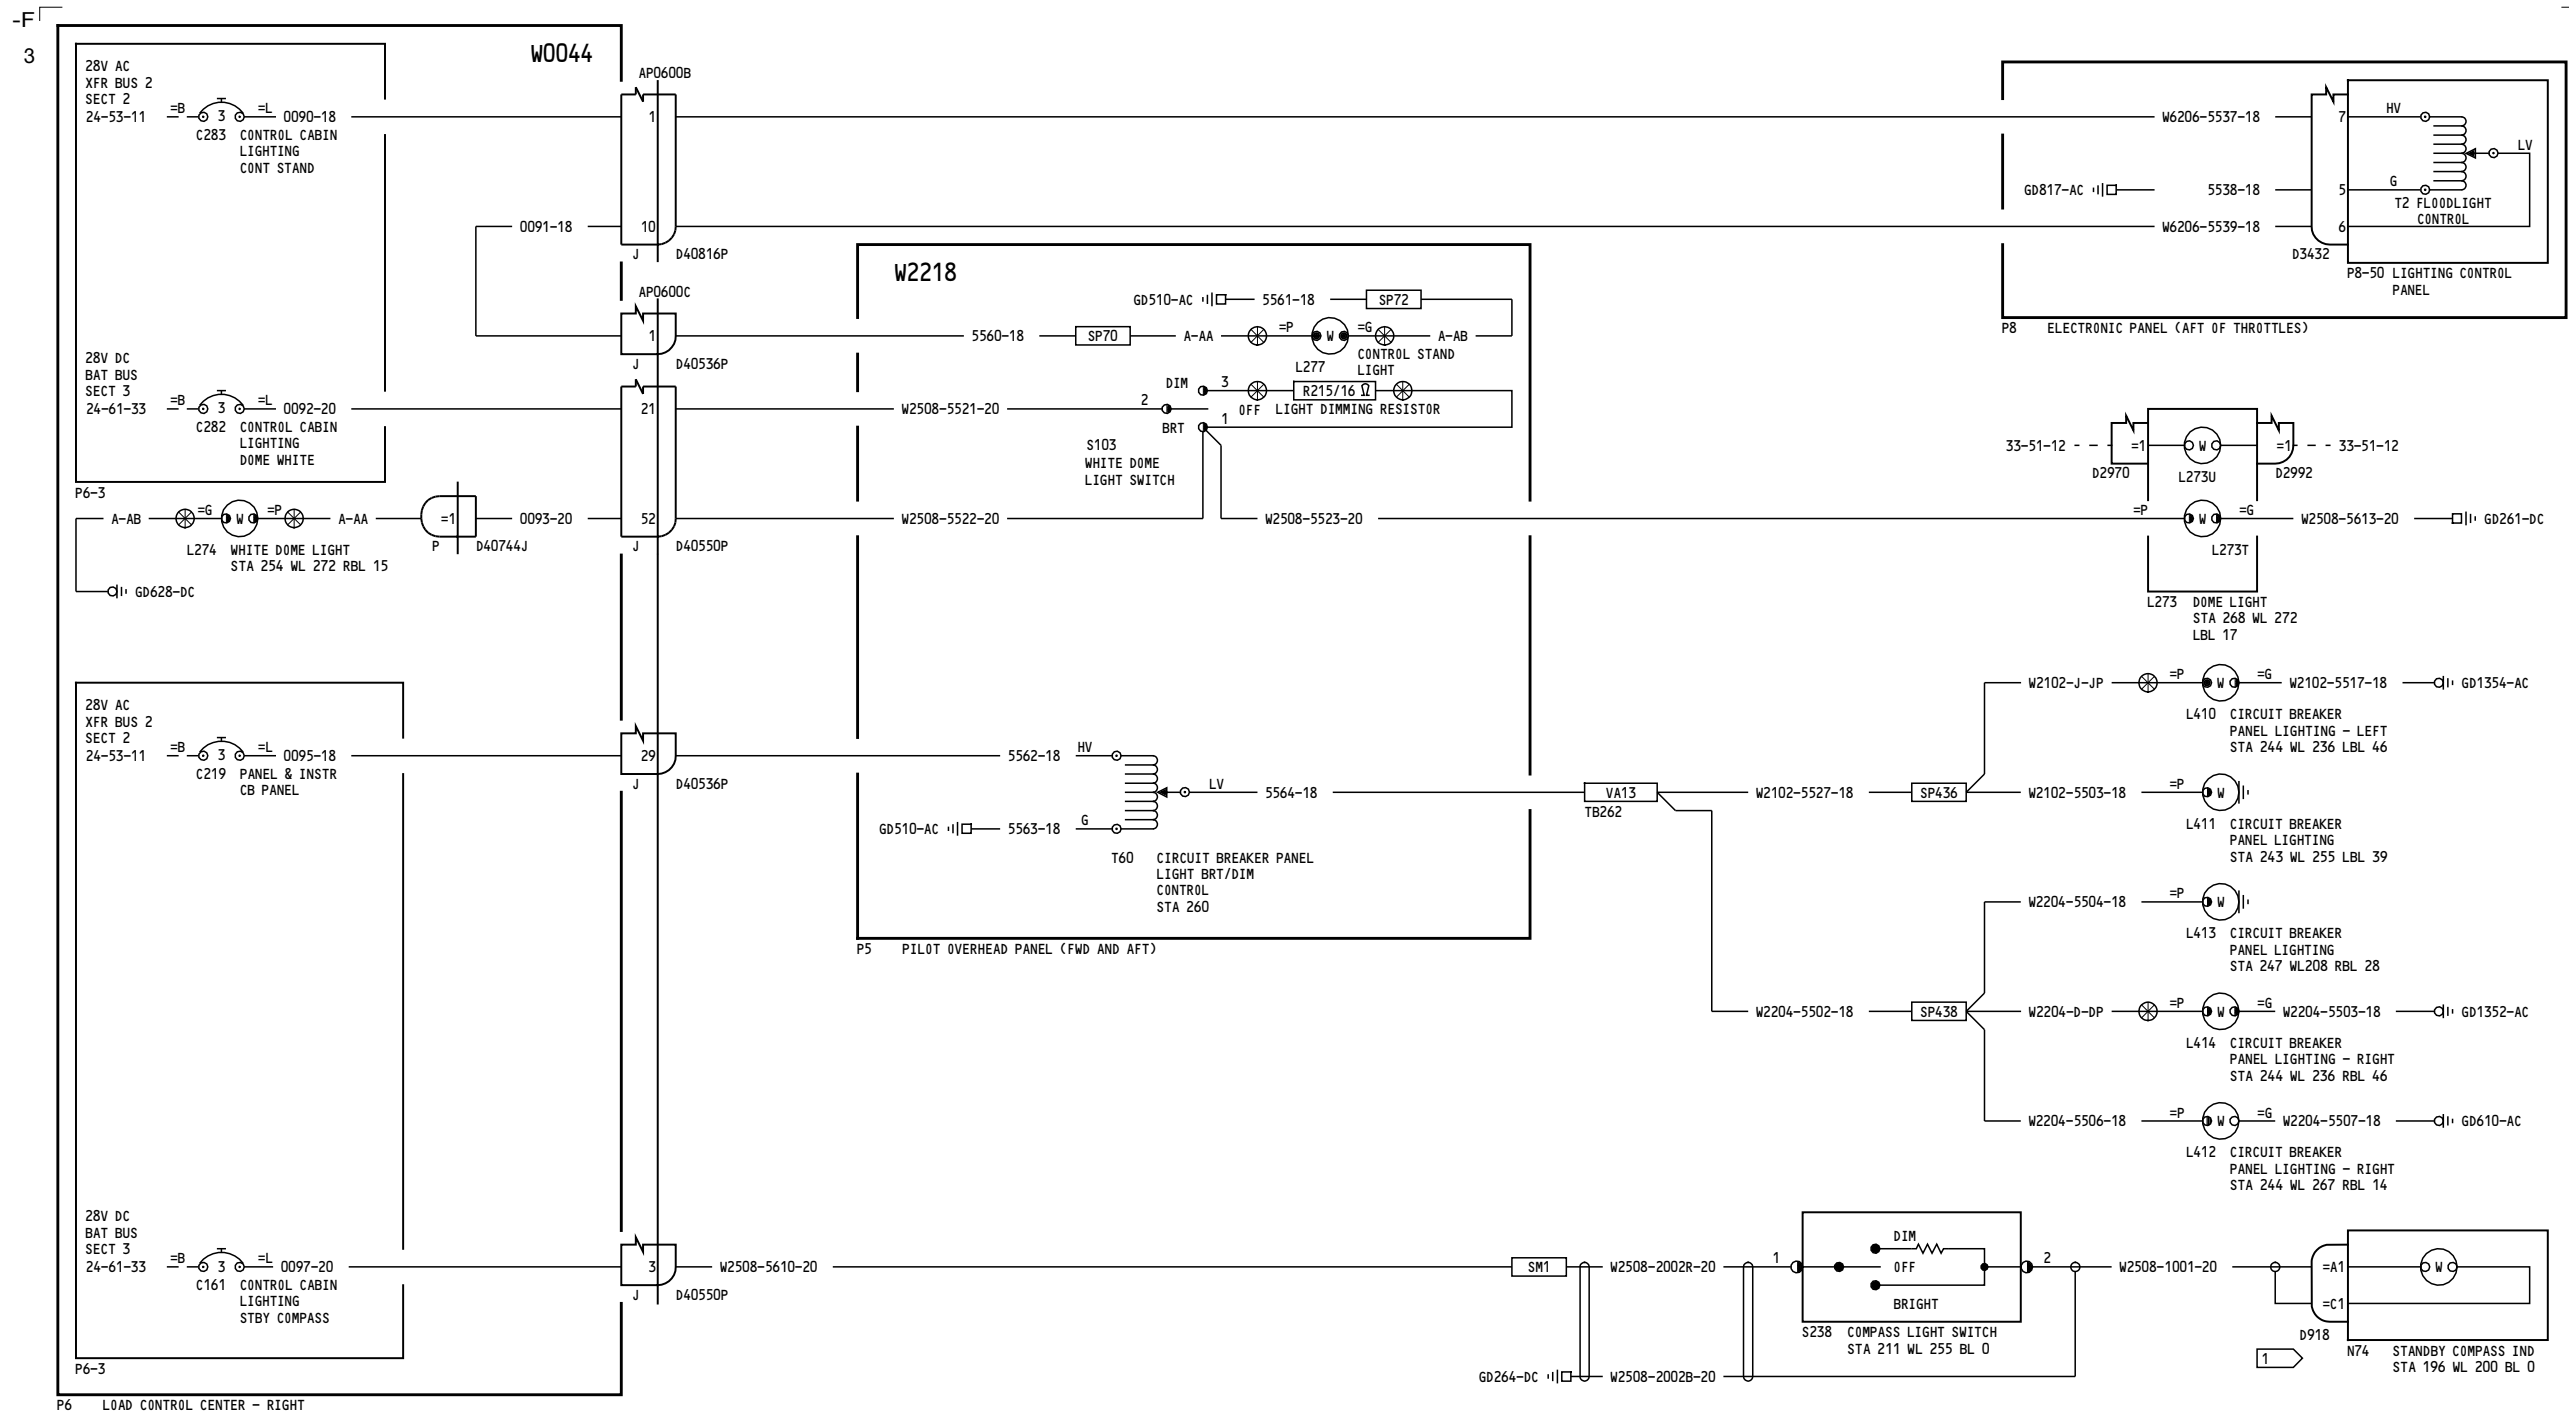 -F
3
W0044
28V AC
XFR BUS 2
SECT 2
24-53-11 =B 3 =L 0090-18
C283 CONTROL CABIN
LIGHTING
CONT STAND
AP0600B
1
0091-18 10
J D40816P
AP0600C
1
J D40536P
28V DC
BAT BUS
SECT 3
24-61-33 =B 3 =L 0092-20 21
C282 CONTROL CABIN
LIGHTING
DOME WHITE
P6-3
A-AB =G W =P A-AA =1 0093-20 52
L274 WHITE DOME LIGHT
STA 254 WL 272 RBL 15
P D40744J
J D40550P
GD628-DC
28V AC
XFR BUS 2
SECT 2
24-53-11 =B 3 =L 0095-18 29
C219 PANEL & INSTR
CB PANEL
J D40536P
28V DC
BAT BUS
SECT 3
24-61-33 =B 3 =L 0097-20 3 W2508-5610-20
C161 CONTROL CABIN
LIGHTING
STBY COMPASS
J D40550P
P6-3
P6 LOAD CONTROL CENTER - RIGHT
W2218
GD510-AC 5561-18 SP72
5560-18 SP70 A-AA =P W =G A-AB
L277 CONTROL STAND
LIGHT
DIM 3 R215/16 Ω
OFF LIGHT DIMMING RESISTOR
W2508-5521-20 2
BRT 1
S103
WHITE DOME
LIGHT SWITCH
W2508-5522-20 W2508-5523-20
5562-18 HV
LV 5564-18
GD510-AC 5563-18 G
T60 CIRCUIT BREAKER PANEL
LIGHT BRT/DIM
CONTROL
STA 260
P5 PILOT OVERHEAD PANEL (FWD AND AFT)
W6206-5537-18 7 HV
LV
GD817-AC 5538-18 5 G
T2 FLOODLIGHT
CONTROL
W6206-5539-18 6
D3432
P8-50 LIGHTING CONTROL
PANEL
P8 ELECTRONIC PANEL (AFT OF THROTTLES)
33-51-12 =1 W =1 33-51-12
D2970 L273U D2992
=P W =G W2508-5613-20 GD261-DC
L273T
L273 DOME LIGHT
STA 268 WL 272
LBL 17
W2102-J-JP =P W =G W2102-5517-18 GD1354-AC
L410 CIRCUIT BREAKER
PANEL LIGHTING - LEFT
STA 244 WL 236 LBL 46
VA13 W2102-5527-18 SP436 W2102-5503-18 =P W
TB262
L411 CIRCUIT BREAKER
PANEL LIGHTING
STA 243 WL 255 LBL 39
W2204-5504-18 =P W
L413 CIRCUIT BREAKER
PANEL LIGHTING
STA 247 WL208 RBL 28
W2204-5502-18 SP438 W2204-D-DP =P W =G W2204-5503-18 GD1352-AC
L414 CIRCUIT BREAKER
PANEL LIGHTING - RIGHT
STA 244 WL 236 RBL 46
W2204-5506-18 =P W =G W2204-5507-18 GD610-AC
L412 CIRCUIT BREAKER
PANEL LIGHTING - RIGHT
STA 244 WL 267 RBL 14
DIM
SM1 W2508-2002R-20 1 OFF 2 W2508-1001-20 =A1 W
BRIGHT
=C1
S238 COMPASS LIGHT SWITCH
STA 211 WL 255 BL 0
D918
1
N74 STANDBY COMPASS IND
STA 196 WL 200 BL 0
GD264-DC W2508-2002B-20